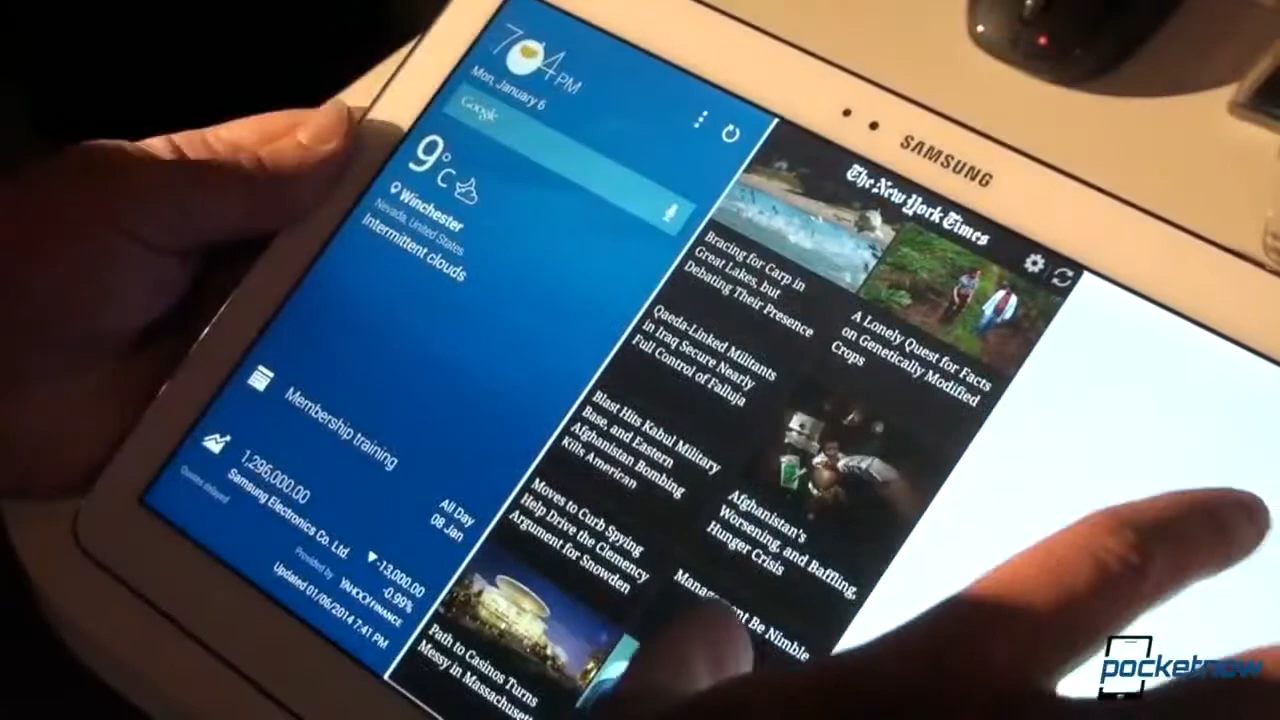 7:04 PM
Mon, January 6
Google
9°C
Winchester
Nevada, United States
Intermittent clouds
Membership training
All Day
08 Jan
1,296,000.00
Samsung Electronics Co. Ltd.
▼-13,000.00
-0.99%
Quotes delayed
Provided by YAHOO! FINANCE
Updated 01/06/2014 7:41 PM
SAMSUNG
The New York Times
Bracing for Carp in
Great Lakes, but
Debating Their Presence
A Lonely Quest for Facts
on Genetically Modified
Crops
Qaeda-Linked Militants
in Iraq Secure Nearly
Full Control of Falluja
Blast Hits Kabul Military
Base, and Eastern
Afghanistan Bombing
Kills American
Afghanistan's
Worsening, and Baffling,
Hunger Crisis
Moves to Curb Spying
Help Drive the Clemency
Argument for Snowden
Be Nimble
Path to Casinos Turns
Messy in
pocketnow